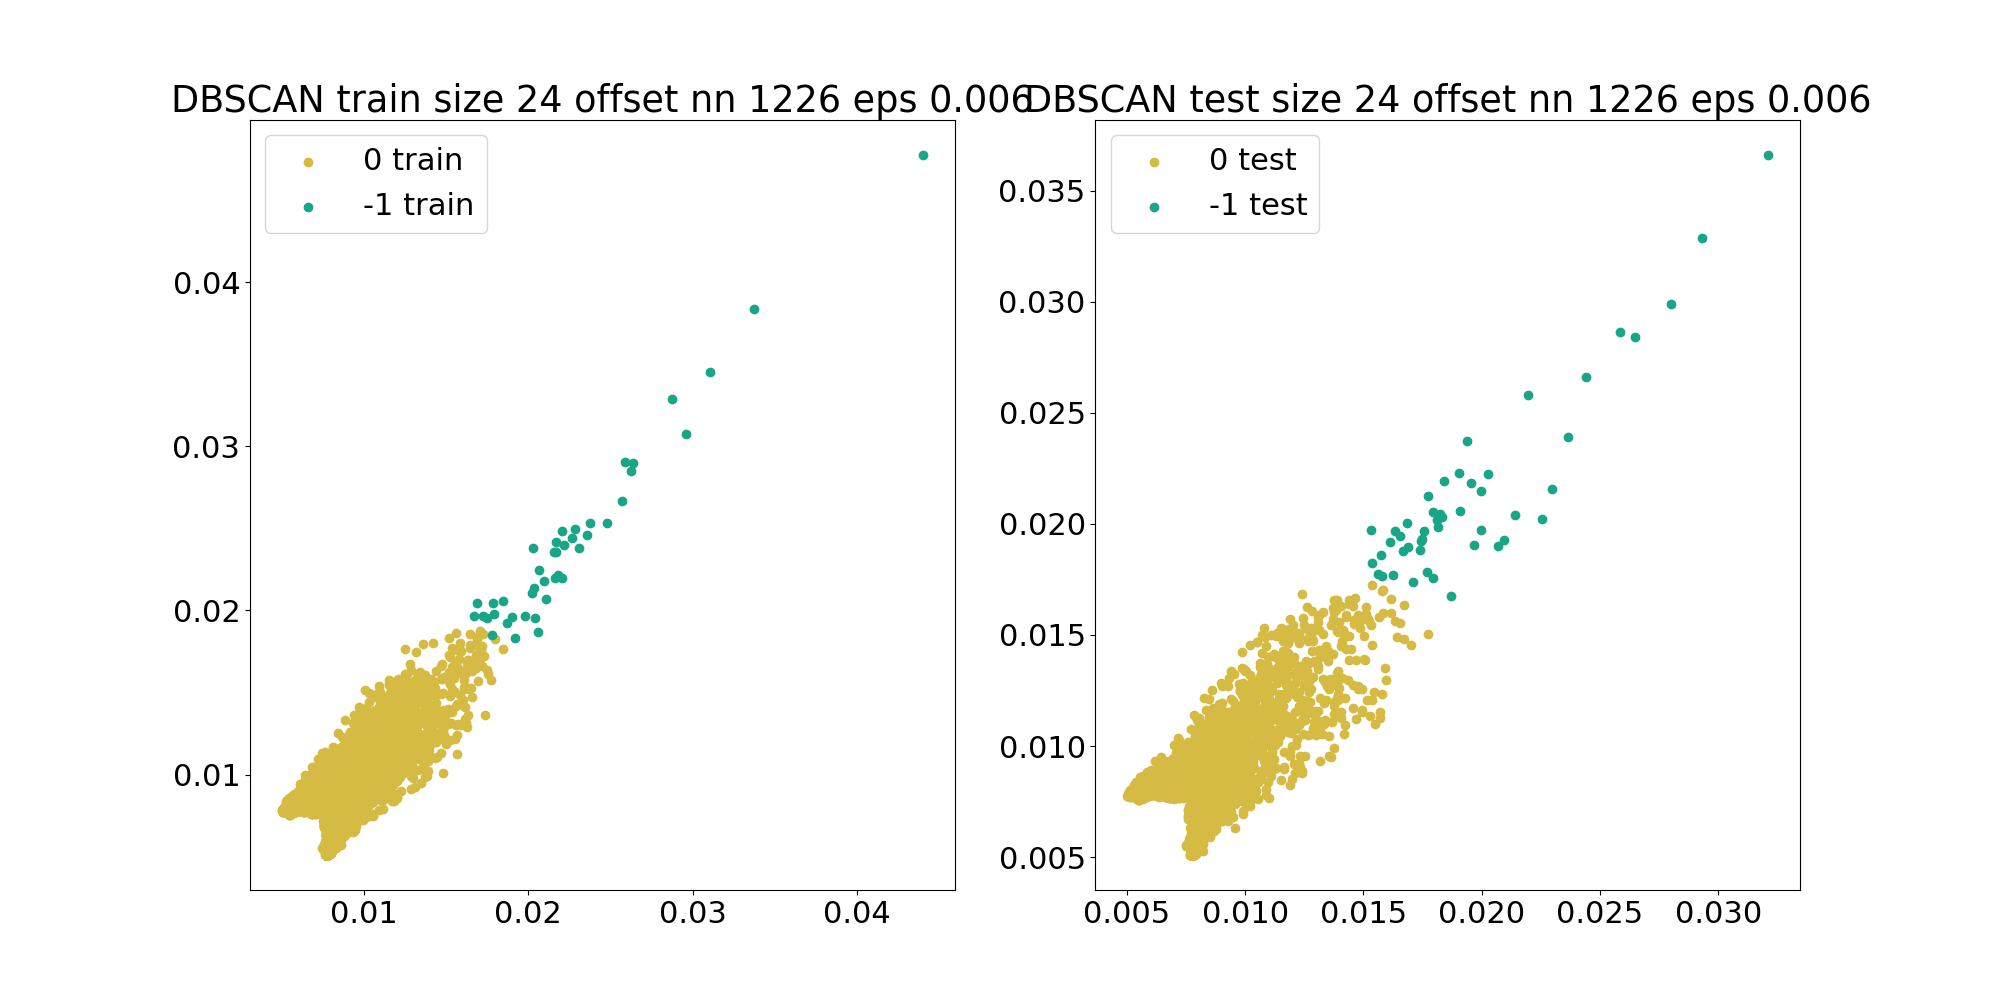 DBSCAN train size 24 offset nn 1226 eps 0.006
0 train
-1 train
0.04
0.03
0.02
0.01
0.01 0.02 0.03 0.04
DBSCAN test size 24 offset nn 1226 eps 0.006
0 test
-1 test
0.035
0.030
0.025
0.020
0.015
0.010
0.005
0.005 0.010 0.015 0.020 0.025 0.030